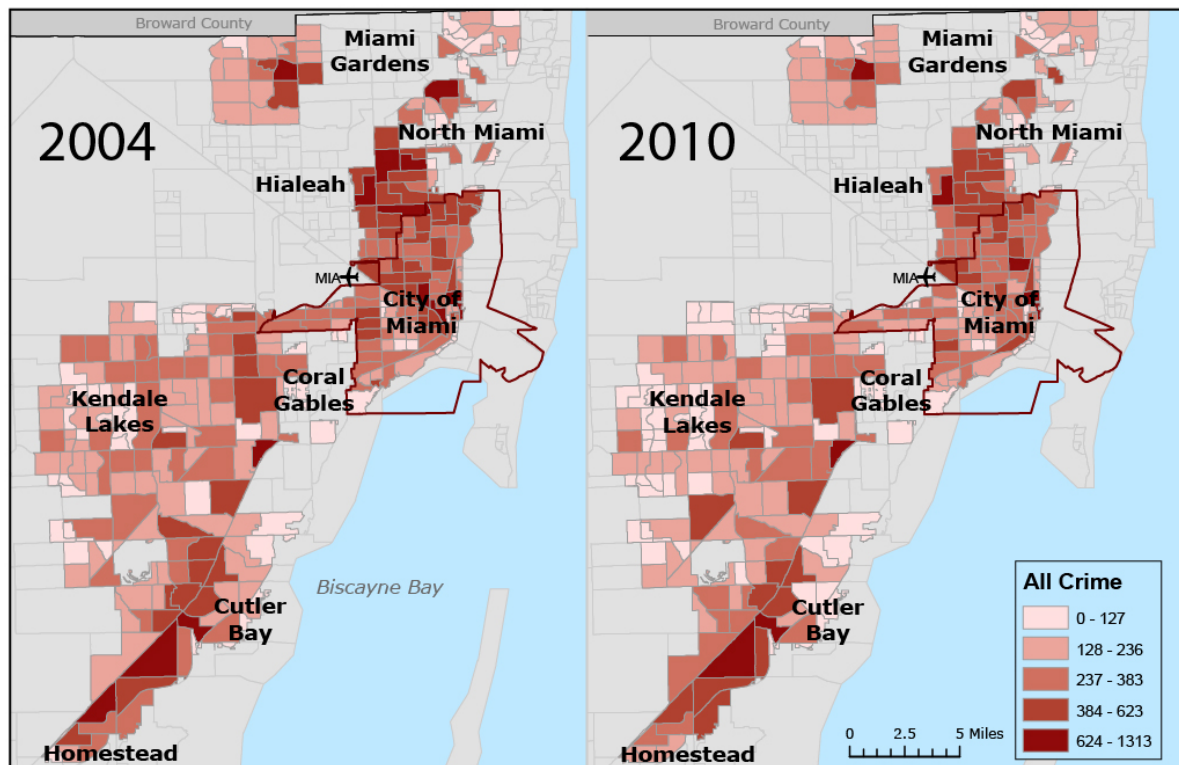 Broward County
Miami
Gardens
2004
North Miami
Hialeah
MIA
City of
Miami
Coral
Gables
Kendale
Lakes
Biscayne Bay
Cutler
Bay
Homestead
Broward County
Miami
Gardens
2010
North Miami
Hialeah
MIA
City of
Miami
Coral
Gables
Kendale
Lakes
Cutler
Bay
Homestead
All Crime
0 - 127
128 - 236
237 - 383
384 - 623
624 - 1313
0 2.5 5 Miles